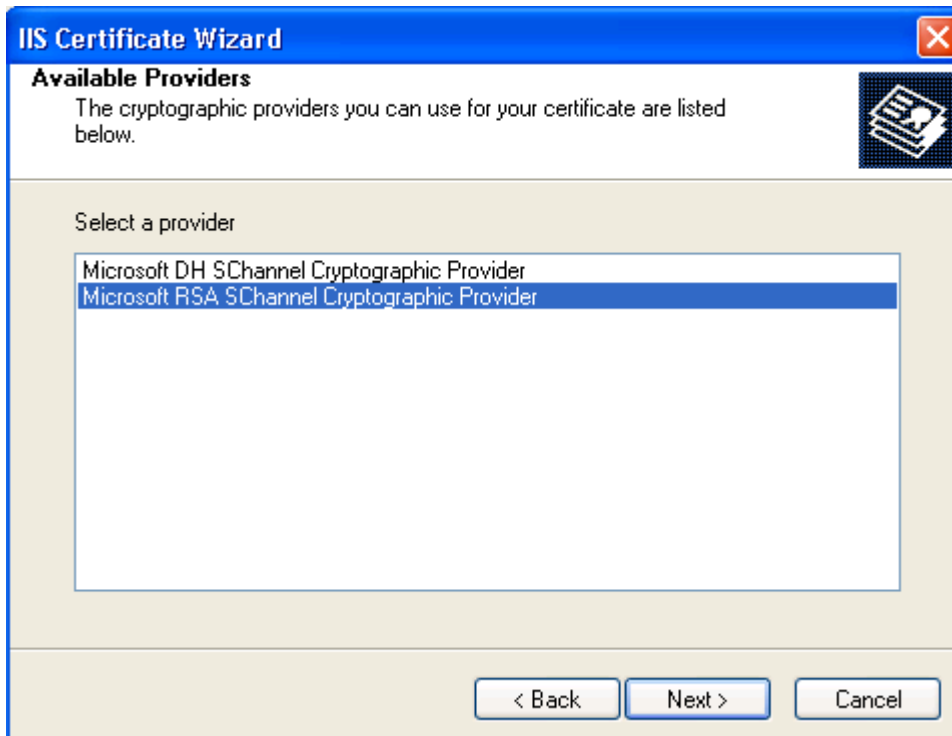 IIS Certificate Wizard
Available Providers
The cryptographic providers you can use for your certificate are listed
below.
Select a provider
Microsoft DH SChannel Cryptographic Provider
Microsoft RSA SChannel Cryptographic Provider
< Back
Next >
Cancel